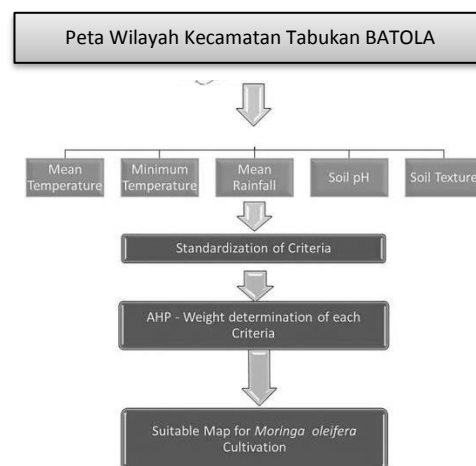 Peta Wilayah Kecamatan Tabukan BATOLA
Mean
Temperature
Minimum
Temperature
Mean
Rainfall
Soil pH
Soil Texture
Standardization of Criteria
AHP - Weight determination of each
Criteria
Suitable Map for Moringa oleifera
Cultivation